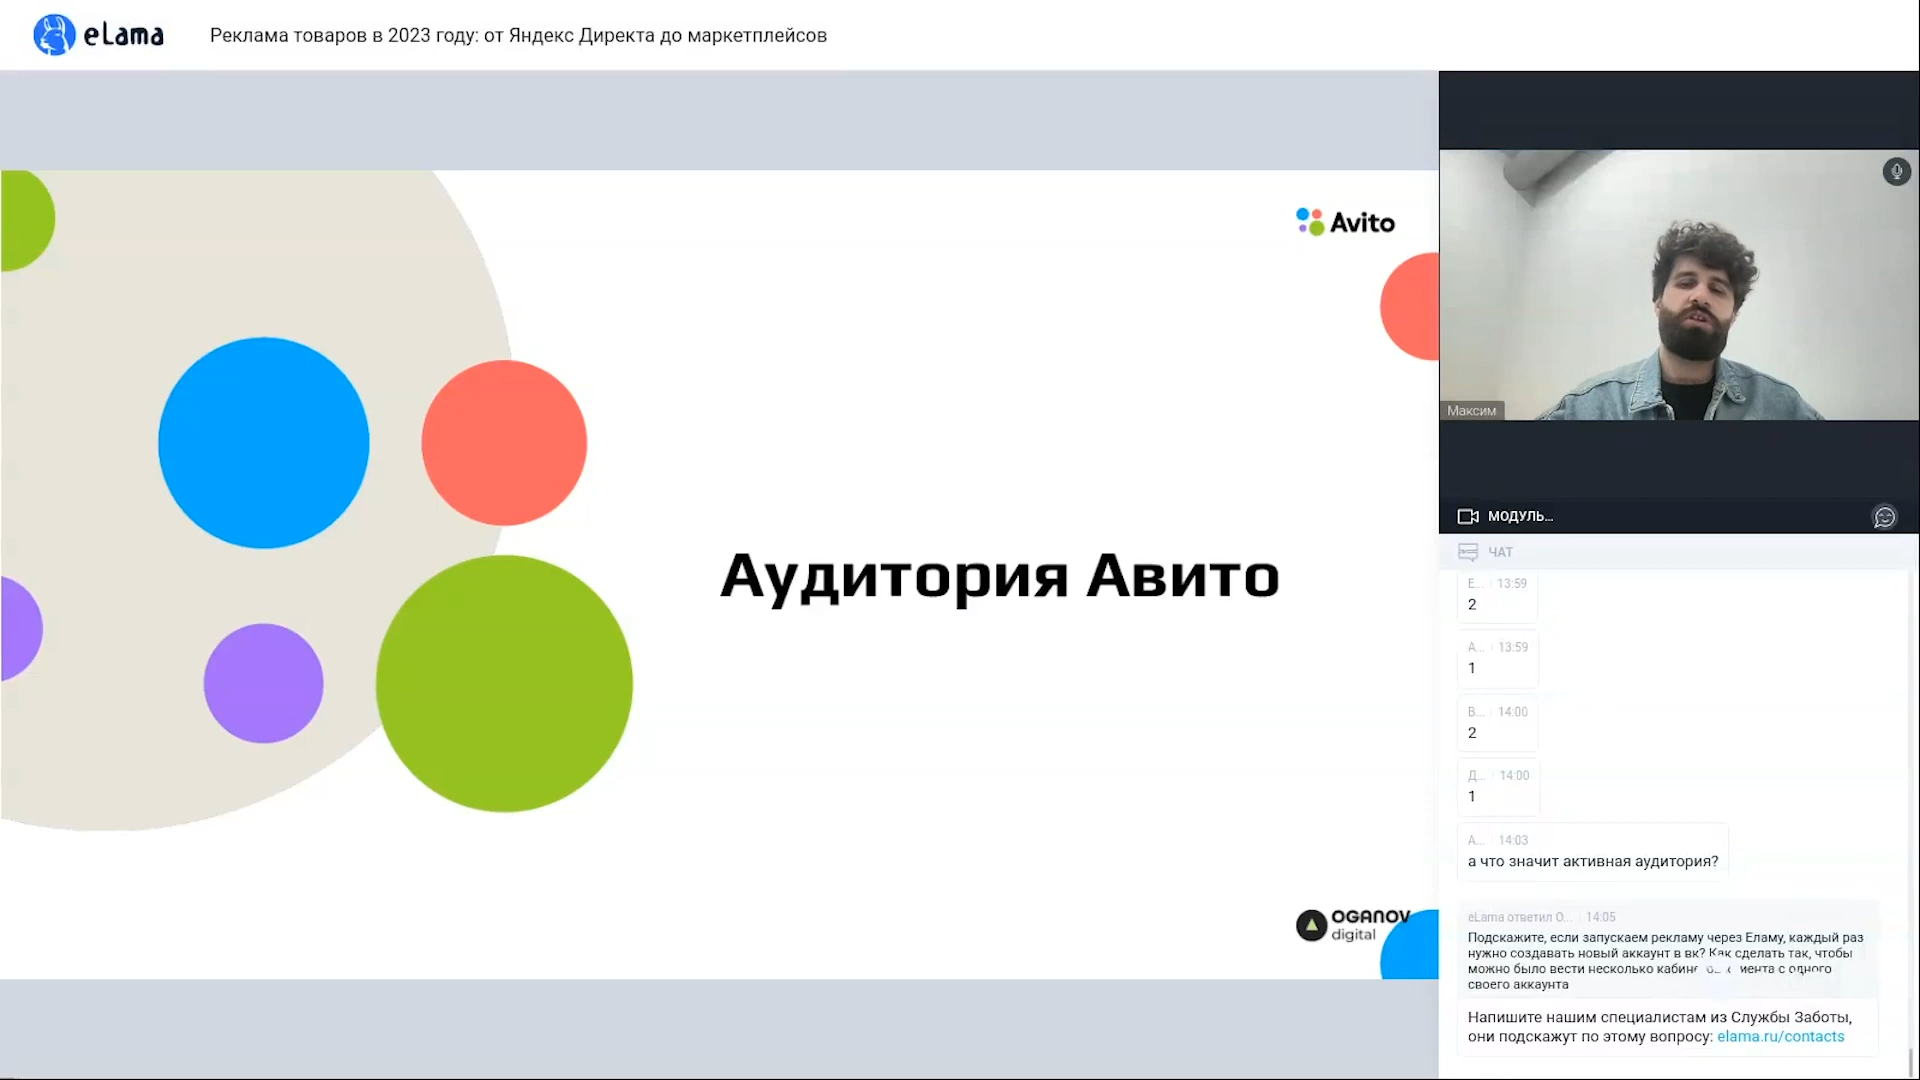 eLama
Реклама товаров в 2023 году: от Яндекс Директа до маркетплейсов
Avito
Аудитория Авито
OGANOV
digital
Максим
МОДУЛЬ...
ЧАТ
Е... 13:59
2
А... 13:59
1
В... 14:00
2
Д... 14:00
1
А... 14:03
а что значит активная аудитория?
eLama ответил О... 14:05
Подскажите, если запускаем рекламу через Еламу, каждый раз
нужно создавать новый аккаунт в вк? Как сделать так, чтобы
можно было вести несколько с одного
своего аккаунта
Напишите нашим специалистам из Службы Заботы,
они подскажут по этому вопросу: elama.ru/contacts